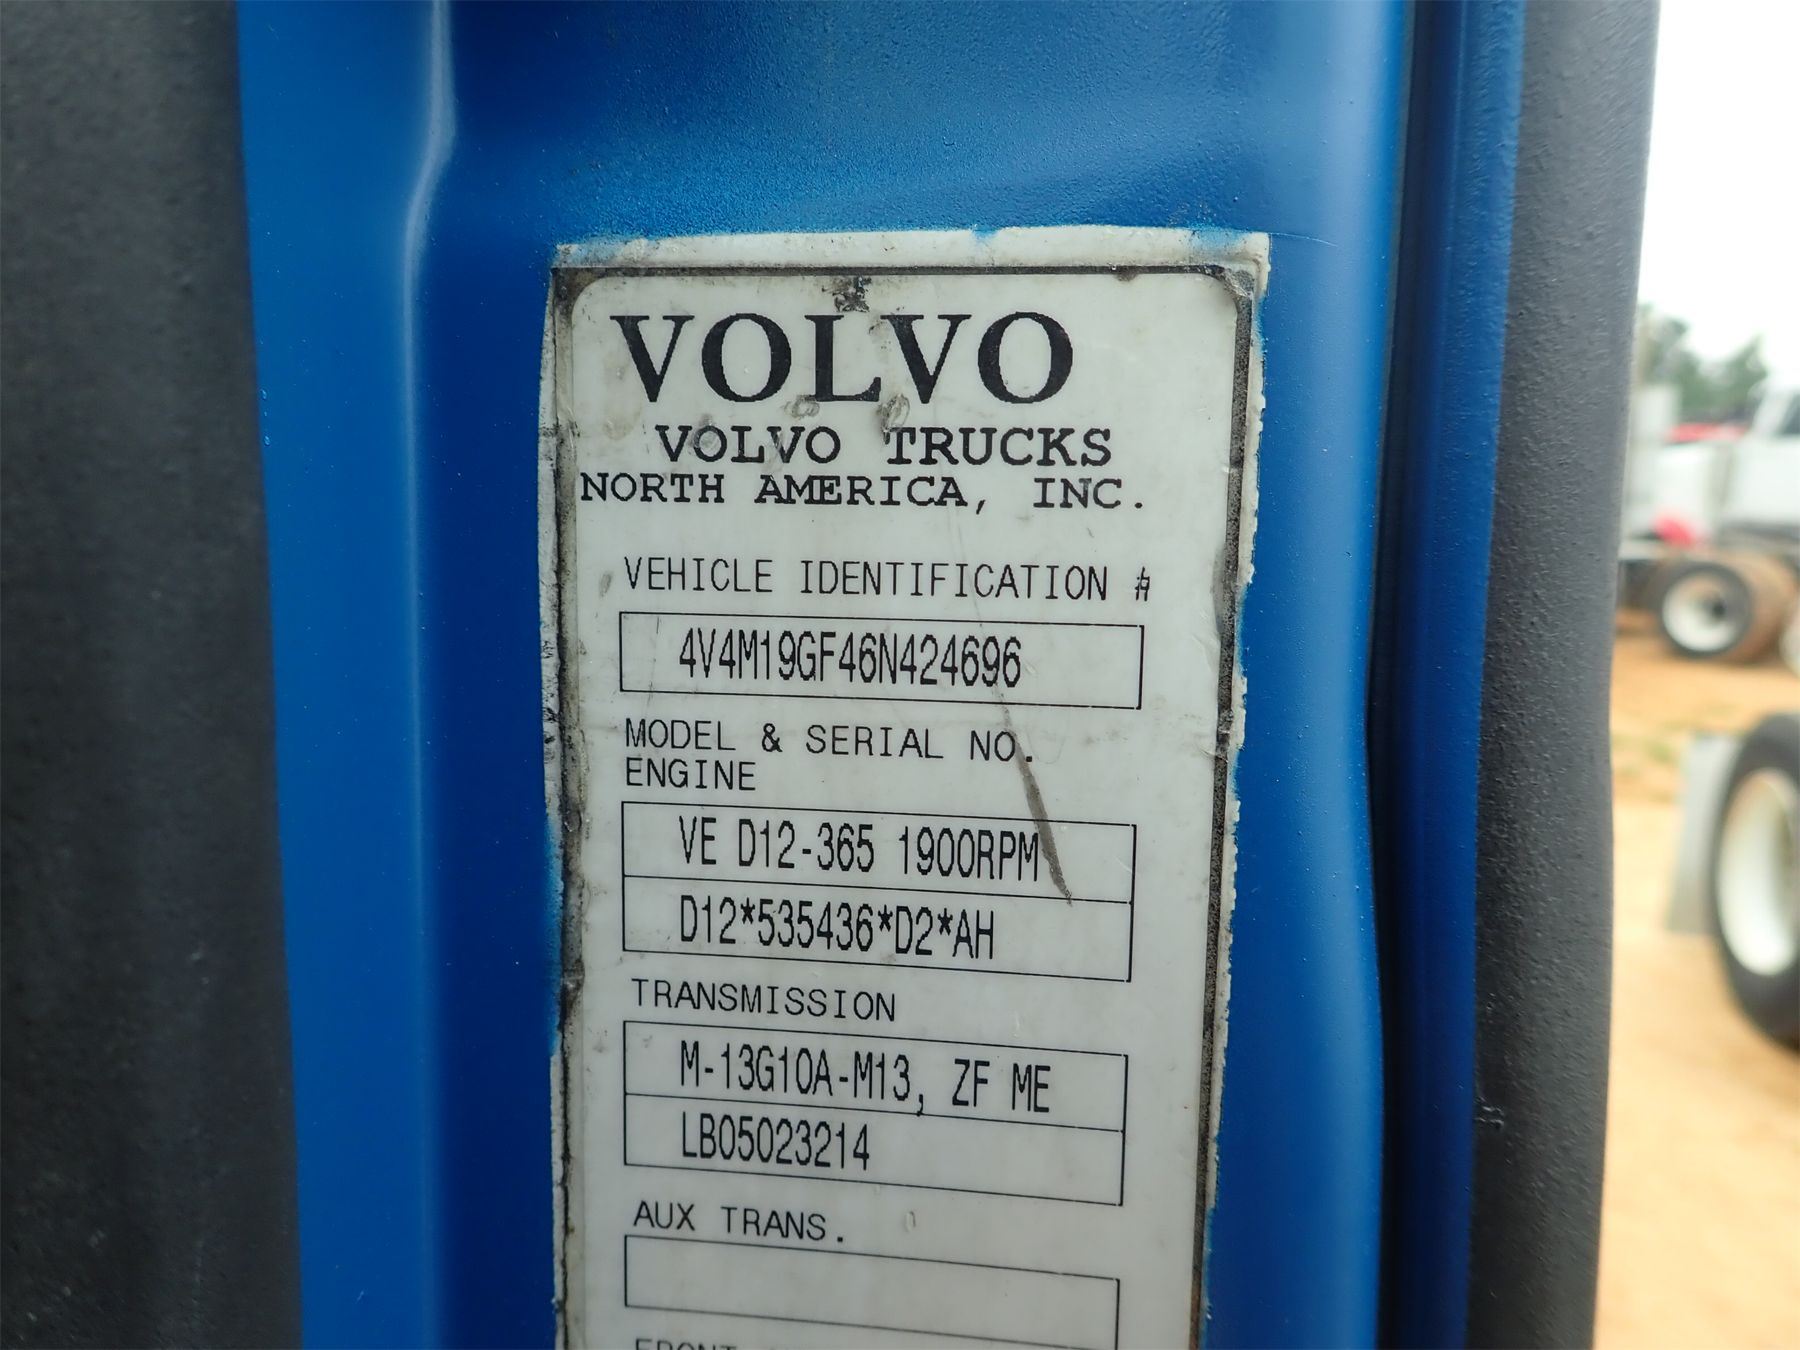 VOLVO
VOLVO TRUCKS
NORTH AMERICA, INC.
VEHICLE IDENTIFICATION #
4V4M19GF46N424696
MODEL & SERIAL NO.
ENGINE
VE D12-365 1900RPM
D12*535436*D2*AH
TRANSMISSION
M-13G10A-M13, ZF ME
LB05023214
AUX TRANS.
FRONT